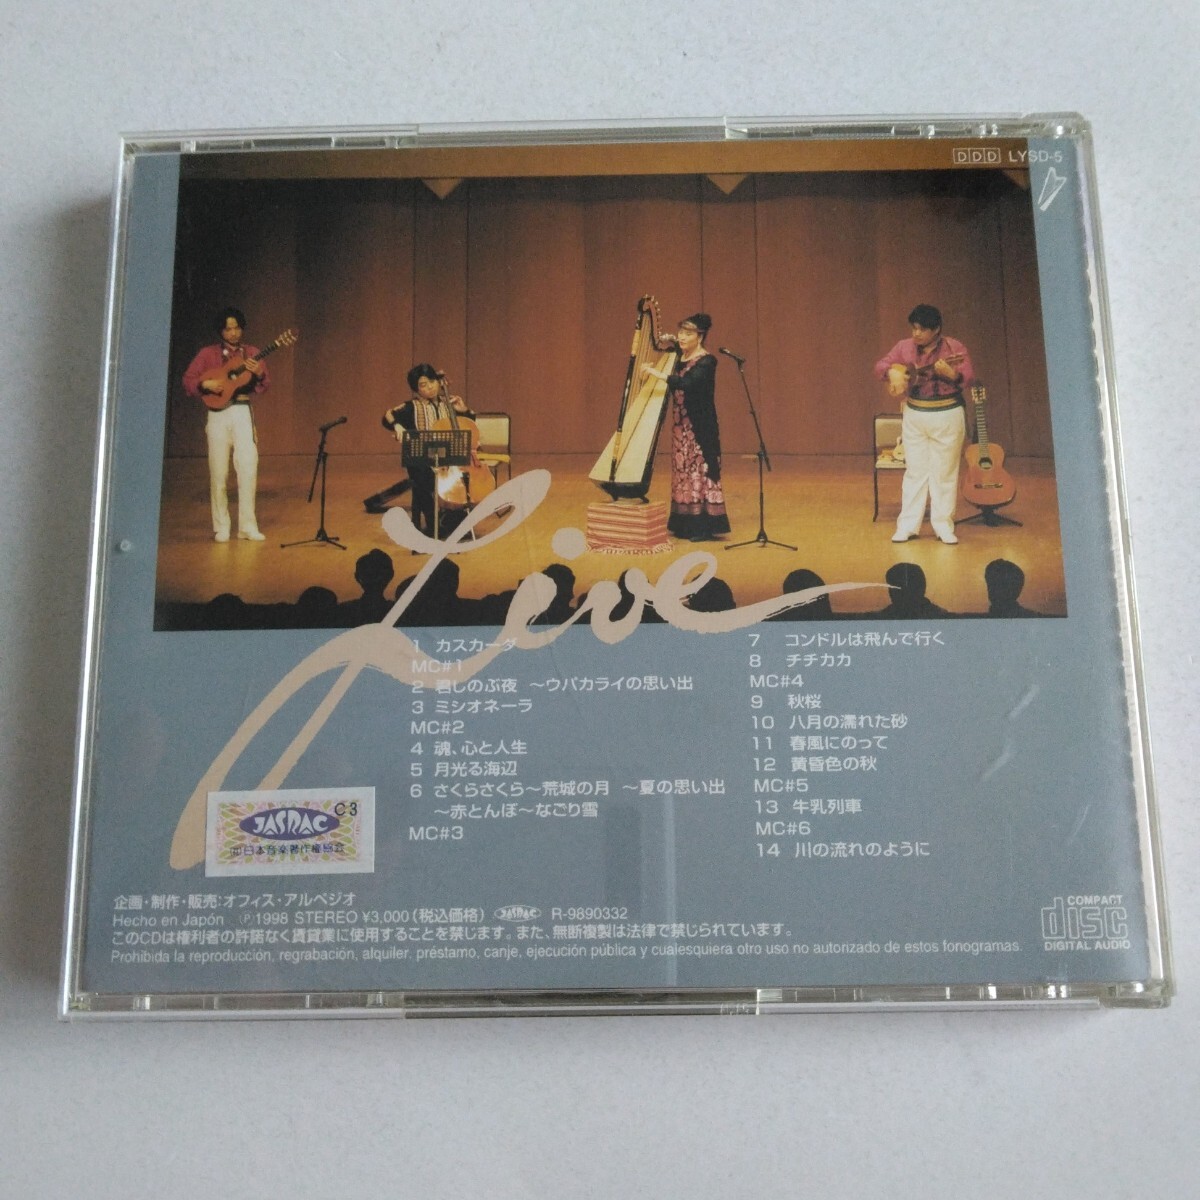 DDD LYSD-5
Live
1 カスカーダ
MC#1
2 君しのぶ夜 ～ウパカライの思い出
3 ミシオネーラ
MC#2
4 魂、心と人生
5 月光る海辺
6 さくらさくら～荒城の月 ～夏の思い出
～赤とんぼ～なごり雪
MC#3
7 コンドルは飛んで行く
8 チチカカ
MC#4
9 秋桜
10 八月の濡れた砂
11 春風にのって
12 黄昏色の秋
MC#5
13 牛乳列車
MC#6
14 川の流れのように
C3
JASRAC
(社)日本音楽著作権協会
企画・制作・販売:オフィス・アルペジオ
Hecho en Japón Ⓟ1998 STEREO ¥3,000(税込価格) JASRAC R-9890332
このCDは権利者の許諾なく賃貸業に使用することを禁じます。また、無断複製は法律で禁じられています。
Prohibida la reproducción, regrabación, alquiler, préstamo, canje, ejecución pública y cualesquiera otro uso no autorizado de estos fonogramas.
COMPACT
disc
DIGITAL AUDIO